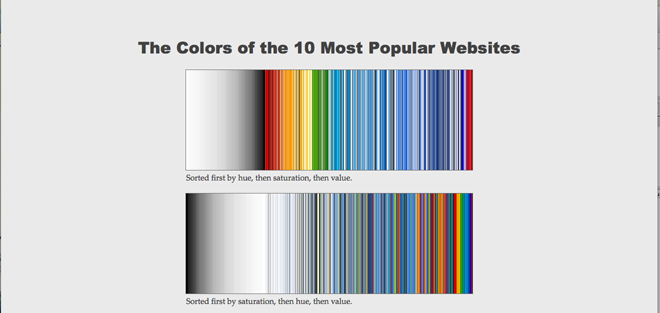 The Colors of the 10 Most Popular Websites
Sorted first by hue, then saturation, then value.
Sorted first by saturation, then hue, then value.